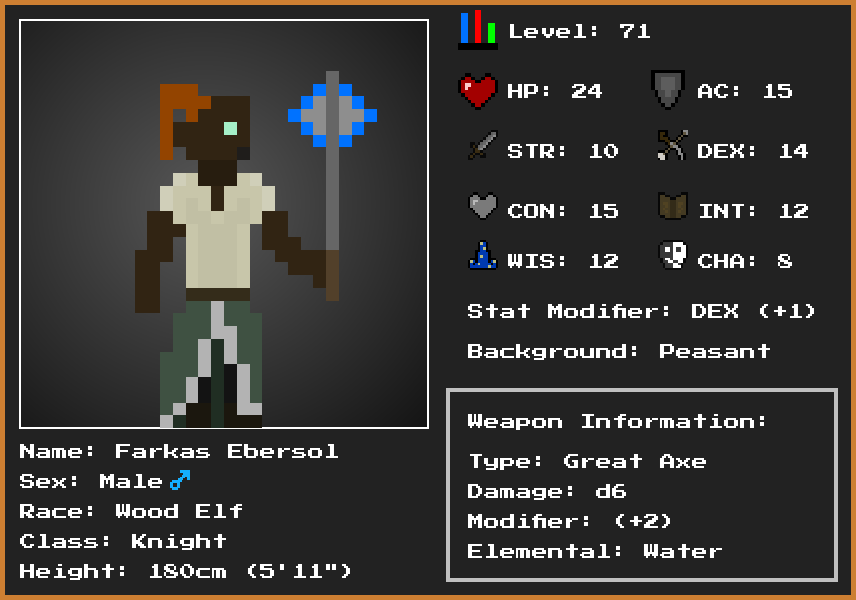 Level: 71
HP: 24
AC: 15
STR: 10
DEX: 14
CON: 15
INT: 12
WIS: 12
CHA: 8
Stat Modifier: DEX (+1)
Background: Peasant
Weapon Information:
Type: Great Axe
Damage: d6
Modifier: (+2)
Elemental: Water
Name: Farkas Ebersol
Sex: Male♂
Race: Wood Elf
Class: Knight
Height: 180cm (5'11")